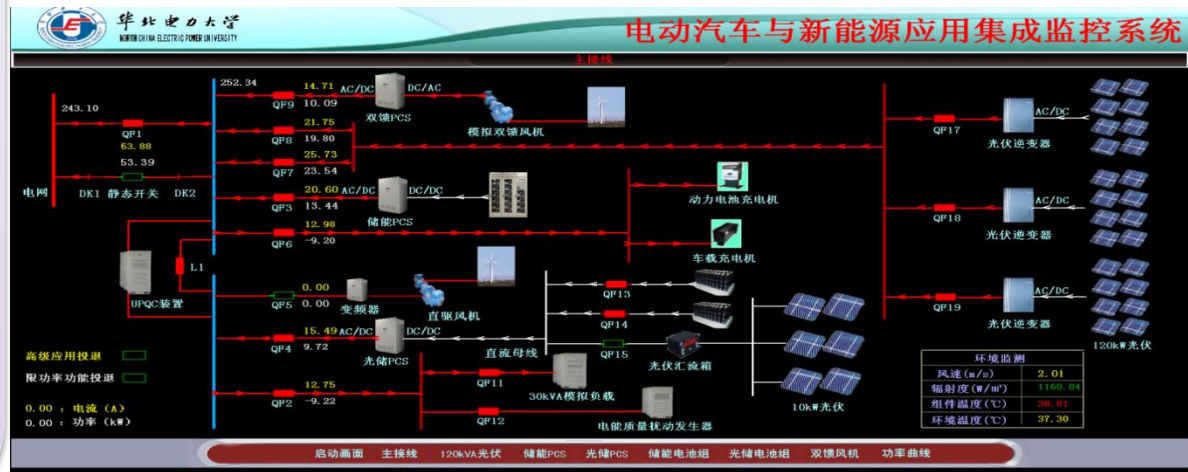 华北电力大学
NORTH CHINA ELECTRIC POWER UNIVERSITY
电动汽车与新能源应用集成监控系统
主接线
252.34
243.10
QF1
63.88
53.39
电网
DK1 静态开关 DK2
UPQC装置
L1
高级应用投退
限功率功能投退
0.00 : 电流 (A)
0.00 : 功率 (kW)
14.71 AC/DC DC/AC
QF9 10.09
双馈PCS
模拟双馈风机
21.75
QF8 19.80
25.73
QF7 23.54
20.60 AC/DC DC/DC
QF3 13.44
储能PCS
12.98
QF6 -9.20
动力电池充电机
车载充电机
0.00
QF5 0.00
变频器
直驱风机
15.49 AC/DC DC/DC
QF4 9.72
光储PCS
直流母线
QF13
QF14
QF15
光伏汇流箱
10kW光伏
12.75
QF2 -9.22
QF11
30kVA模拟负载
QF12
电能质量扰动发生器
QF17
AC/DC
光伏逆变器
QF18
AC/DC
光伏逆变器
QF19
AC/DC
光伏逆变器
120kW光伏
环境监测
风速(m/s) 2.01
辐射度(W/m²) 1160.04
组件温度(℃) 38.81
环境温度(℃) 37.30
启动画面 主接线 120kVA光伏 储能PCS 光储PCS 储能电池组 光储电池组 双馈风机 功率曲线